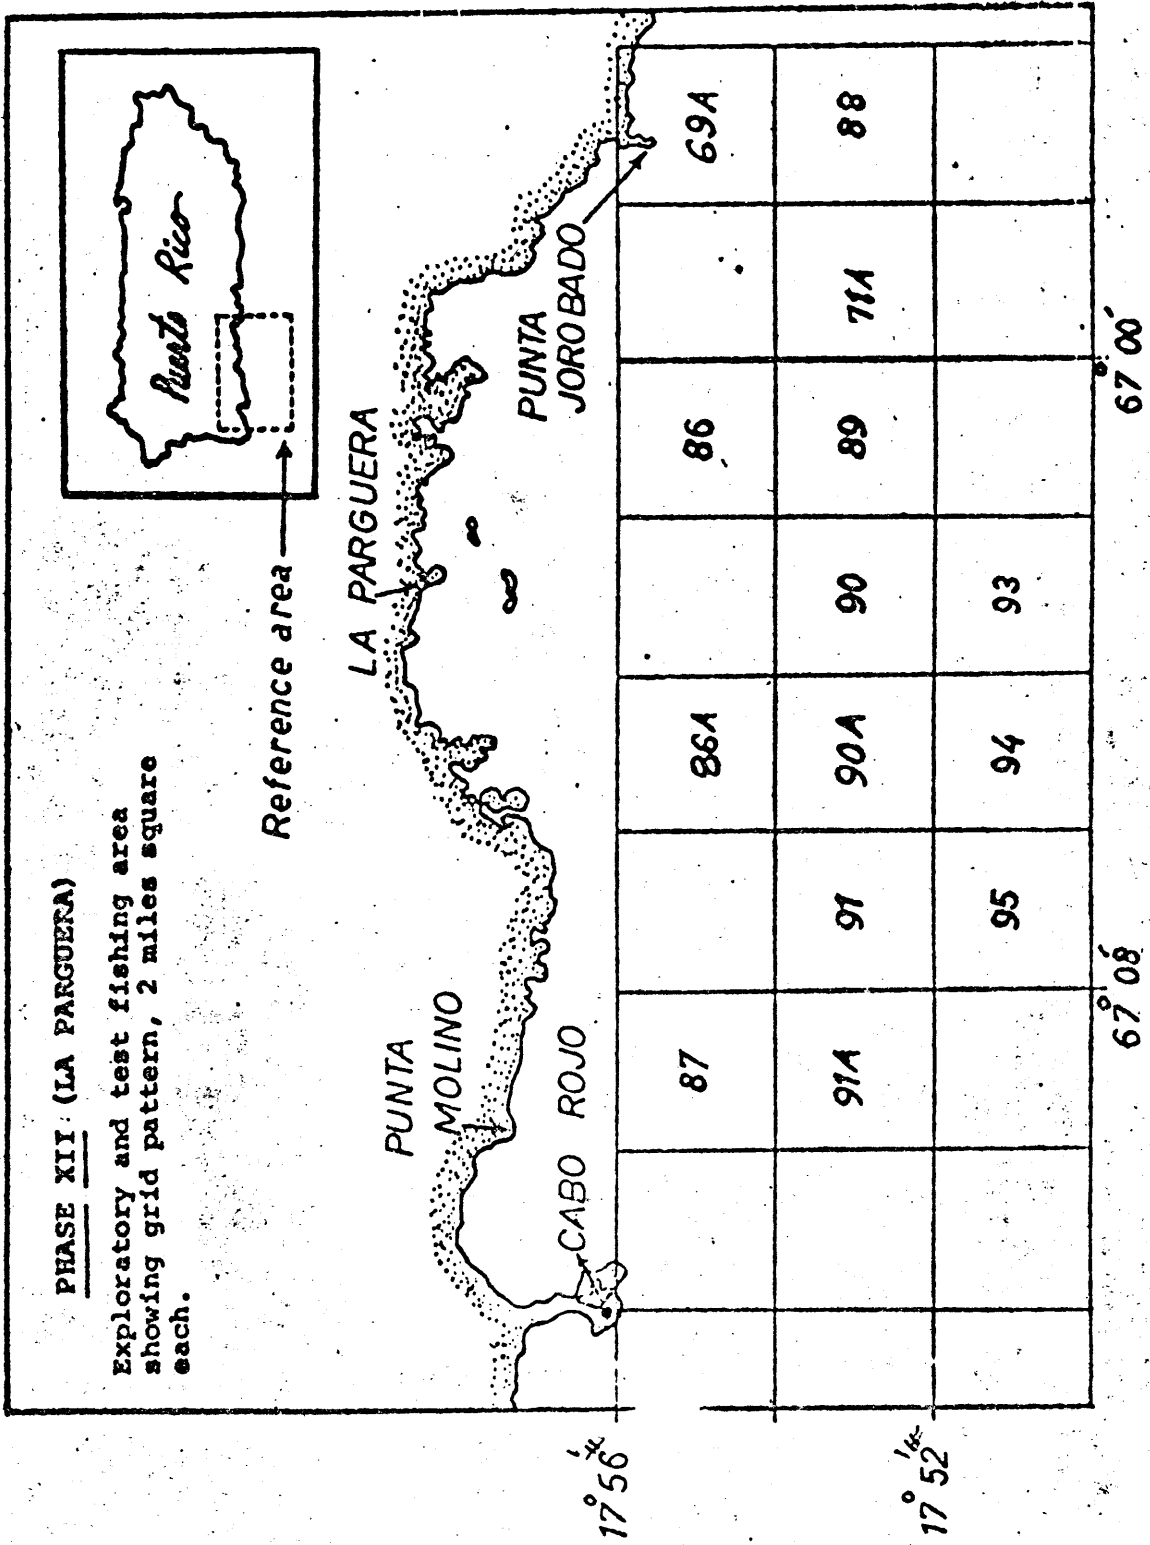 PHASE XII (LA PARGUERA)
Exploratory and test fishing area
showing grid pattern, 2 miles square
each.
Puerto Rico
Reference area
LA PARGUERA
PUNTA
MOLINO
PUNTA
JOROBADO
CABO ROJO
17° 56'
87
86A
86
69A
91A
91
90A
90
89
71A
88
17° 52'
95
94
93
67° 08'
67° 00'